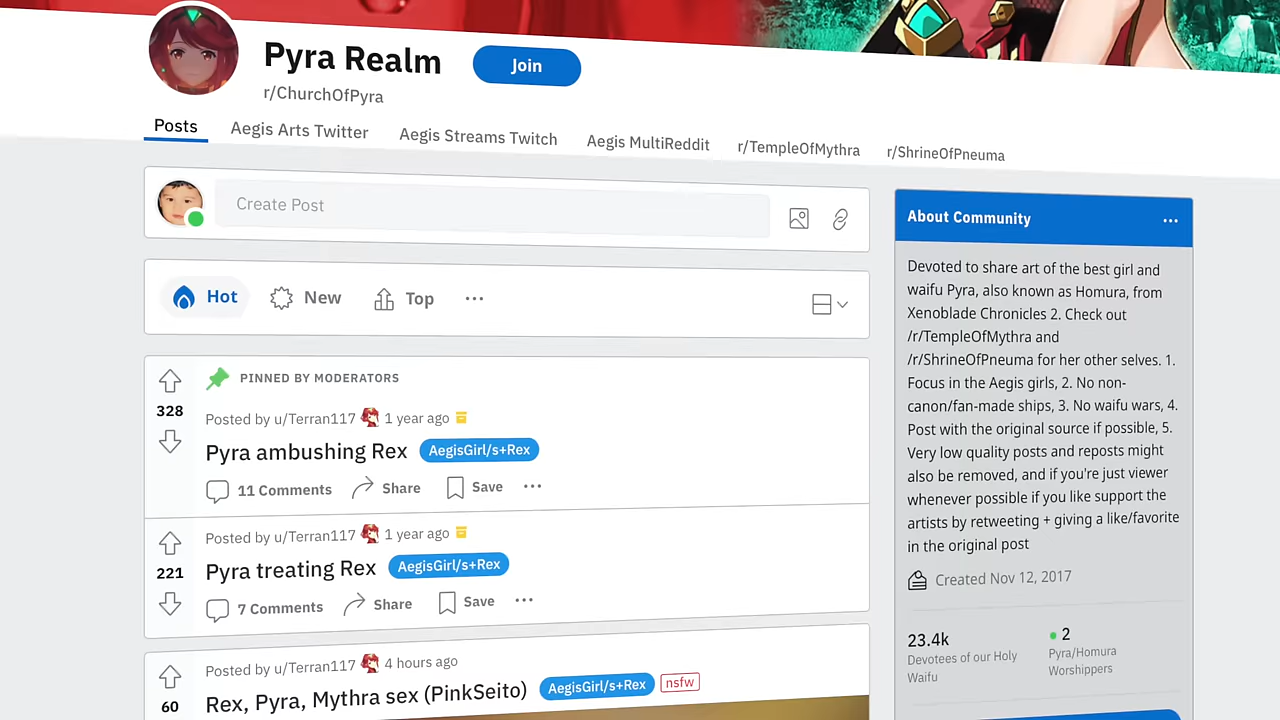 Pyra Realm
Join
r/ChurchOfPyra
Posts
Aegis Arts Twitter
Aegis Streams Twitch
Aegis MultiReddit
r/TempleOfMythra
r/ShrineOfPneuma
Create Post
Hot
New
Top
PINNED BY MODERATORS
328
Posted by u/Terran117 1 year ago
Pyra ambushing Rex AegisGirl/s+Rex
11 Comments Share Save
221
Posted by u/Terran117 1 year ago
Pyra treating Rex AegisGirl/s+Rex
7 Comments Share Save
60
Posted by u/Terran117 4 hours ago
Rex, Pyra, Mythra sex (PinkSeito) AegisGirl/s+Rex nsfw
About Community
Devoted to share art of the best girl and
waifu Pyra, also known as Homura, from
Xenoblade Chronicles 2. Check out
/r/TempleOfMythra and
/r/ShrineOfPneuma for her other selves. 1.
Focus in the Aegis girls, 2. No non-
canon/fan-made ships, 3. No waifu wars, 4.
Post with the original source if possible, 5.
Very low quality posts and reposts might
also be removed, and if you're just viewer
whenever possible if you like support the
artists by retweeting + giving a like/favorite
in the original post
Created Nov 12, 2017
23.4k
Devotees of our Holy
Waifu
2
Pyra/Homura
Worshippers